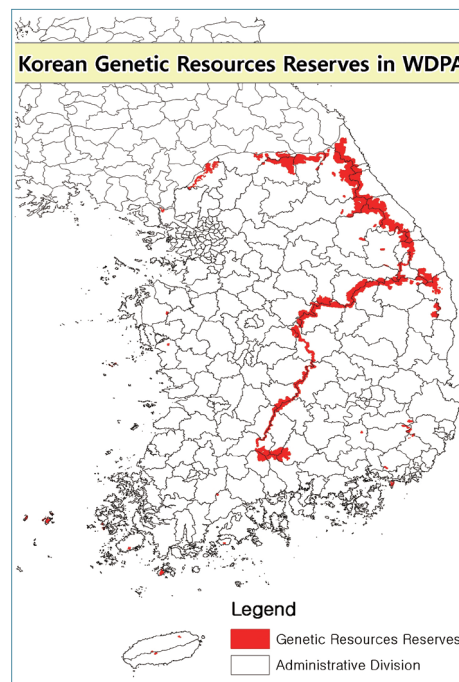 Korean Genetic Resources Reserves in WDPA
Legend
Genetic Resources Reserves
Administrative Division